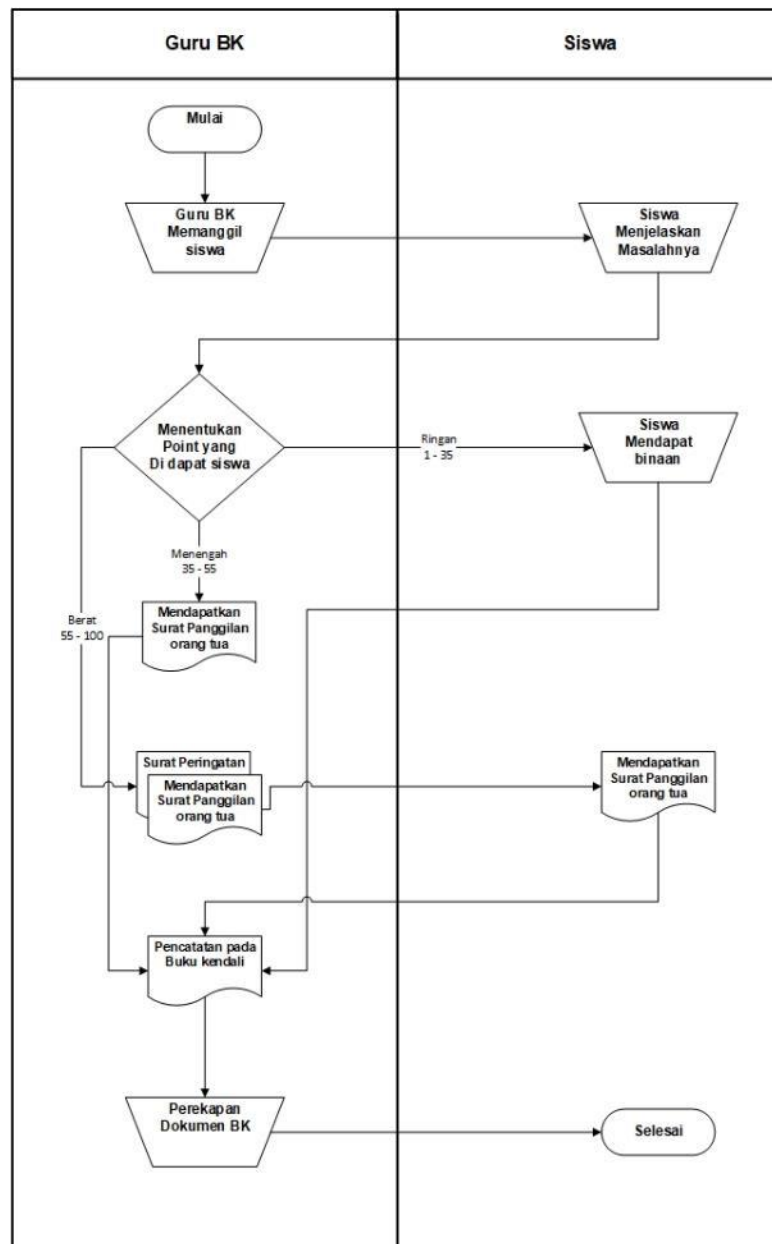 Guru BK
Siswa
Mulai
Guru BK
Memanggil
siswa
Siswa
Menjelaskan
Masalahnya
Menentukan
Point yang
Di dapat siswa
Ringan
1 - 35
Siswa
Mendapat
binaan
Menengah
35 - 55
Berat
55 - 100
Mendapatkan
Surat Panggilan
orang tua
Surat Peringatan
Mendapatkan
Surat Panggilan
orang tua
Mendapatkan
Surat Panggilan
orang tua
Pencatatan pada
Buku kendali
Perekapan
Dokumen BK
Selesai